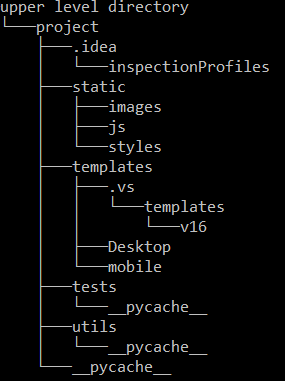 upper level directory
└───project
    ├───.idea
    │   └───inspectionProfiles
    ├───static
    │   ├───images
    │   ├───js
    │   └───styles
    ├───templates
    │   ├───.vs
    │   │   └───templates
    │   │       └───v16
    │   ├───Desktop
    │   └───mobile
    ├───tests
    │   └───__pycache__
    ├───utils
    │   └───__pycache__
    └───__pycache__